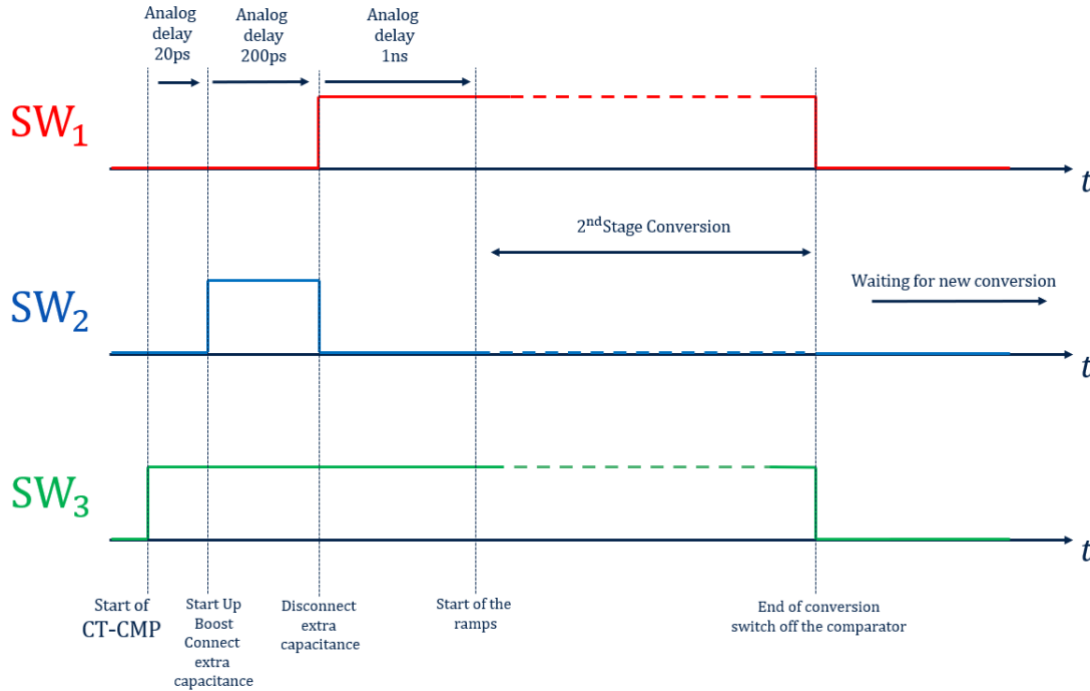 Analog
delay
20ps
Analog
delay
200ps
Analog
delay
1ns
SW₁
t
2ⁿᵈStage Conversion
Waiting for new conversion
SW₂
t
SW₃
t
Start of
CT-CMP
Start Up
Boost
Connect
extra
capacitance
Disconnect
extra
capacitance
Start of the
ramps
End of conversion
switch off the comparator